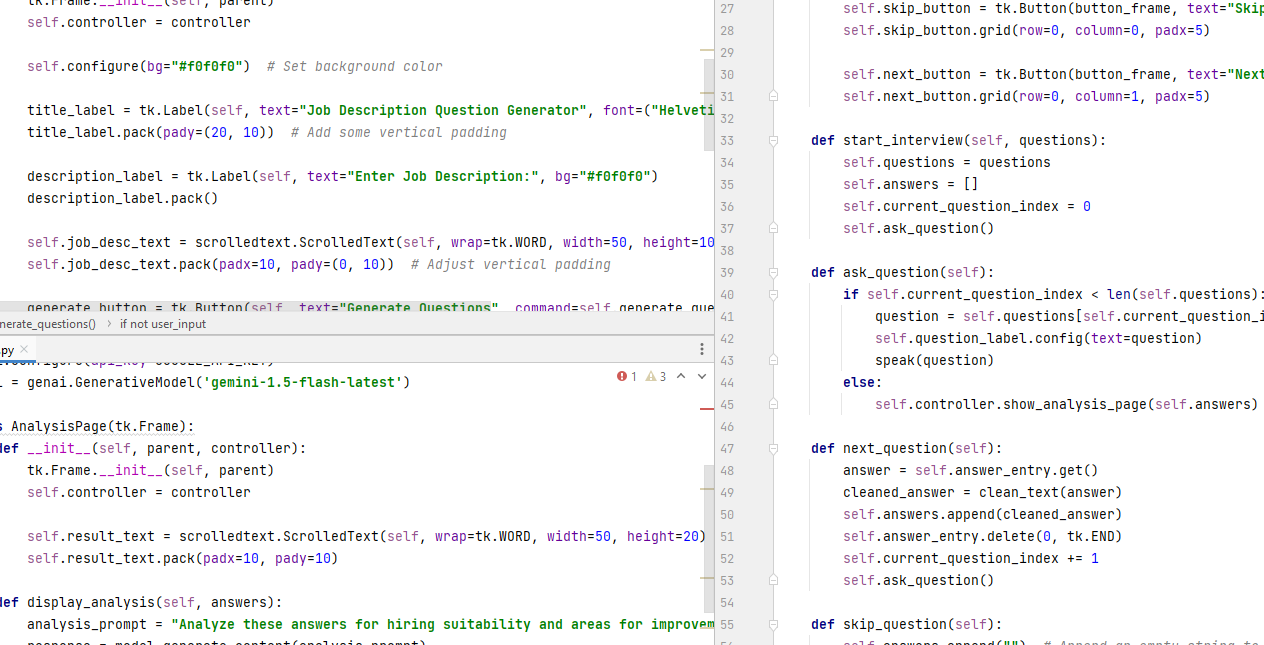 tk.Frame.__init__(self, parent)
self.controller = controller
self.configure(bg="#f0f0f0")  # Set background color
title_label = tk.Label(self, text="Job Description Question Generator", font=("Helveti
title_label.pack(pady=(20, 10))  # Add some vertical padding
description_label = tk.Label(self, text="Enter Job Description:", bg="#f0f0f0")
description_label.pack()
self.job_desc_text = scrolledtext.ScrolledText(self, wrap=tk.WORD, width=50, height=10
self.job_desc_text.pack(padx=10, pady=(0, 10))  # Adjust vertical padding
generate_button = tk.Button(self, text="Generate Questions", command=self.generate_que
nerate_questions() > if not user_input
py
l = genai.GenerativeModel('gemini-1.5-flash-latest')
1 3
s AnalysisPage(tk.Frame):
def __init__(self, parent, controller):
tk.Frame.__init__(self, parent)
self.controller = controller
self.result_text = scrolledtext.ScrolledText(self, wrap=tk.WORD, width=50, height=20)
self.result_text.pack(padx=10, pady=10)
def display_analysis(self, answers):
analysis_prompt = "Analyze these answers for hiring suitability and areas for improvem
response = model.generate_content(analysis_prompt)
27 self.skip_button = tk.Button(button_frame, text="Skip
28 self.skip_button.grid(row=0, column=0, padx=5)
29
30 self.next_button = tk.Button(button_frame, text="Next
31 self.next_button.grid(row=0, column=1, padx=5)
32
33 def start_interview(self, questions):
34 self.questions = questions
35 self.answers = []
36 self.current_question_index = 0
37 self.ask_question()
38
39 def ask_question(self):
40 if self.current_question_index < len(self.questions):
41 question = self.questions[self.current_question_i
42 self.question_label.config(text=question)
43 speak(question)
44 else:
45 self.controller.show_analysis_page(self.answers)
46
47 def next_question(self):
48 answer = self.answer_entry.get()
49 cleaned_answer = clean_text(answer)
50 self.answers.append(cleaned_answer)
51 self.answer_entry.delete(0, tk.END)
52 self.current_question_index += 1
53 self.ask_question()
54
55 def skip_question(self):
self.answers.append("")  # Append an empty string to